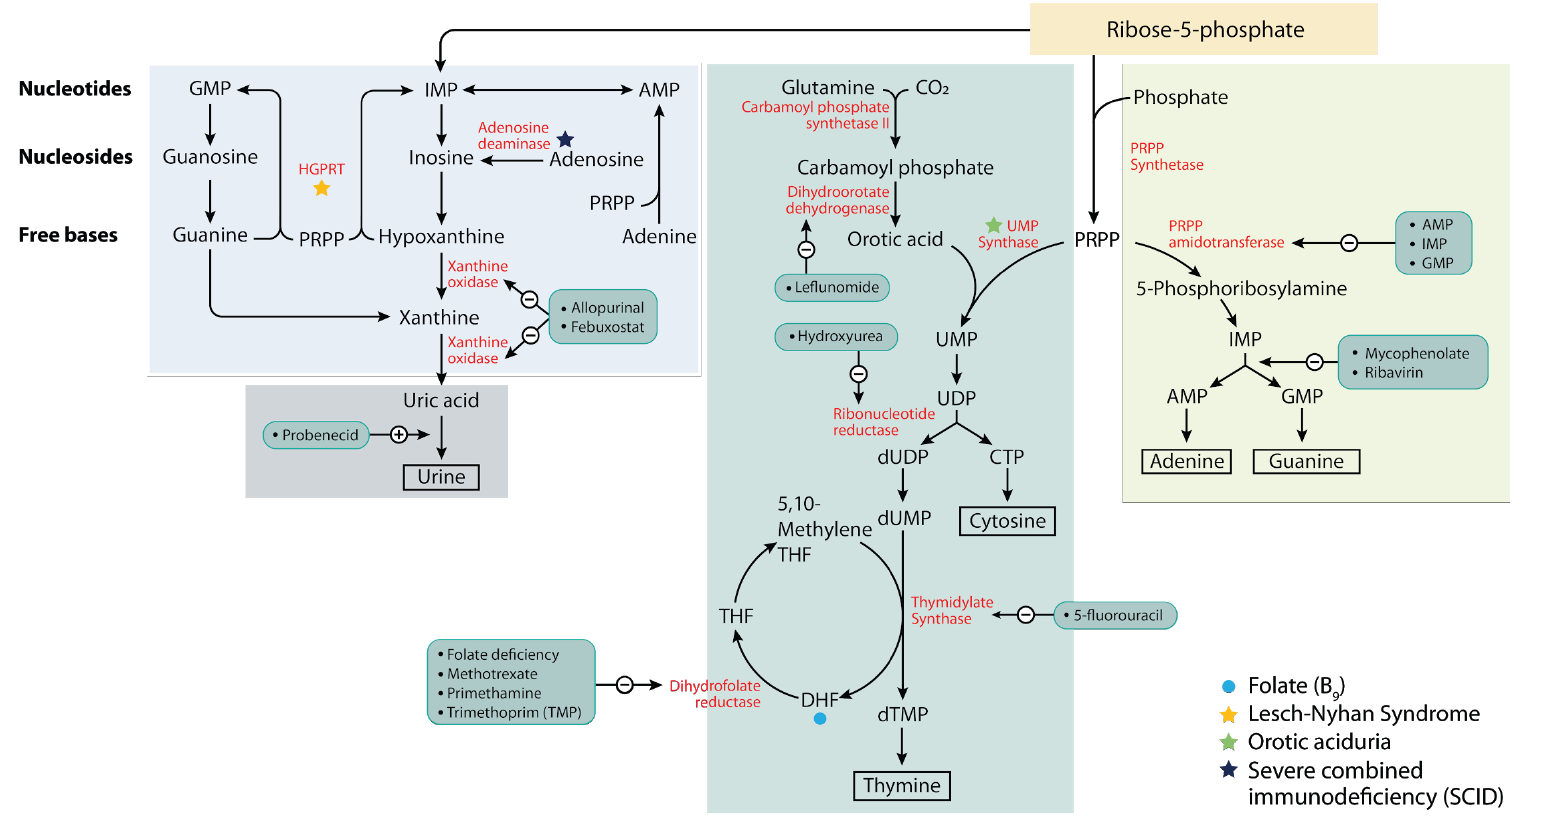 Ribose-5-phosphate
Nucleotides
GMP
IMP
AMP
Adenosine
deaminase
Nucleosides
Guanosine
Inosine
Adenosine
HGPRT
PRPP
Free bases
Guanine
PRPP
Hypoxanthine
Adenine
Xanthine
oxidase
• Allopurinal
• Febuxostat
Xanthine
Xanthine
oxidase
Uric acid
• Probenecid
+
Urine
Glutamine
CO₂
Carbamoyl phosphate
synthetase II
Carbamoyl phosphate
Dihydroorotate
dehydrogenase
Orotic acid
UMP
Synthase
−
• Leflunomide
• Hydroxyurea
−
UMP
UDP
Ribonucleotide
reductase
dUDP
CTP
5,10-
Methylene
THF
dUMP
Cytosine
THF
Thymidylate
Synthase
−
• 5-fluorouracil
• Folate deficiency
• Methotrexate
• Primethamine
• Trimethoprim (TMP)
−
Dihydrofolate
reductase
DHF
dTMP
Thymine
Phosphate
PRPP
Synthetase
PRPP
PRPP
amidotransferase
−
• AMP
• IMP
• GMP
5-Phosphoribosylamine
IMP
−
• Mycophenolate
• Ribavirin
AMP
GMP
Adenine
Guanine
Folate (B₉)
Lesch-Nyhan Syndrome
Orotic aciduria
Severe combined
immunodeficiency (SCID)